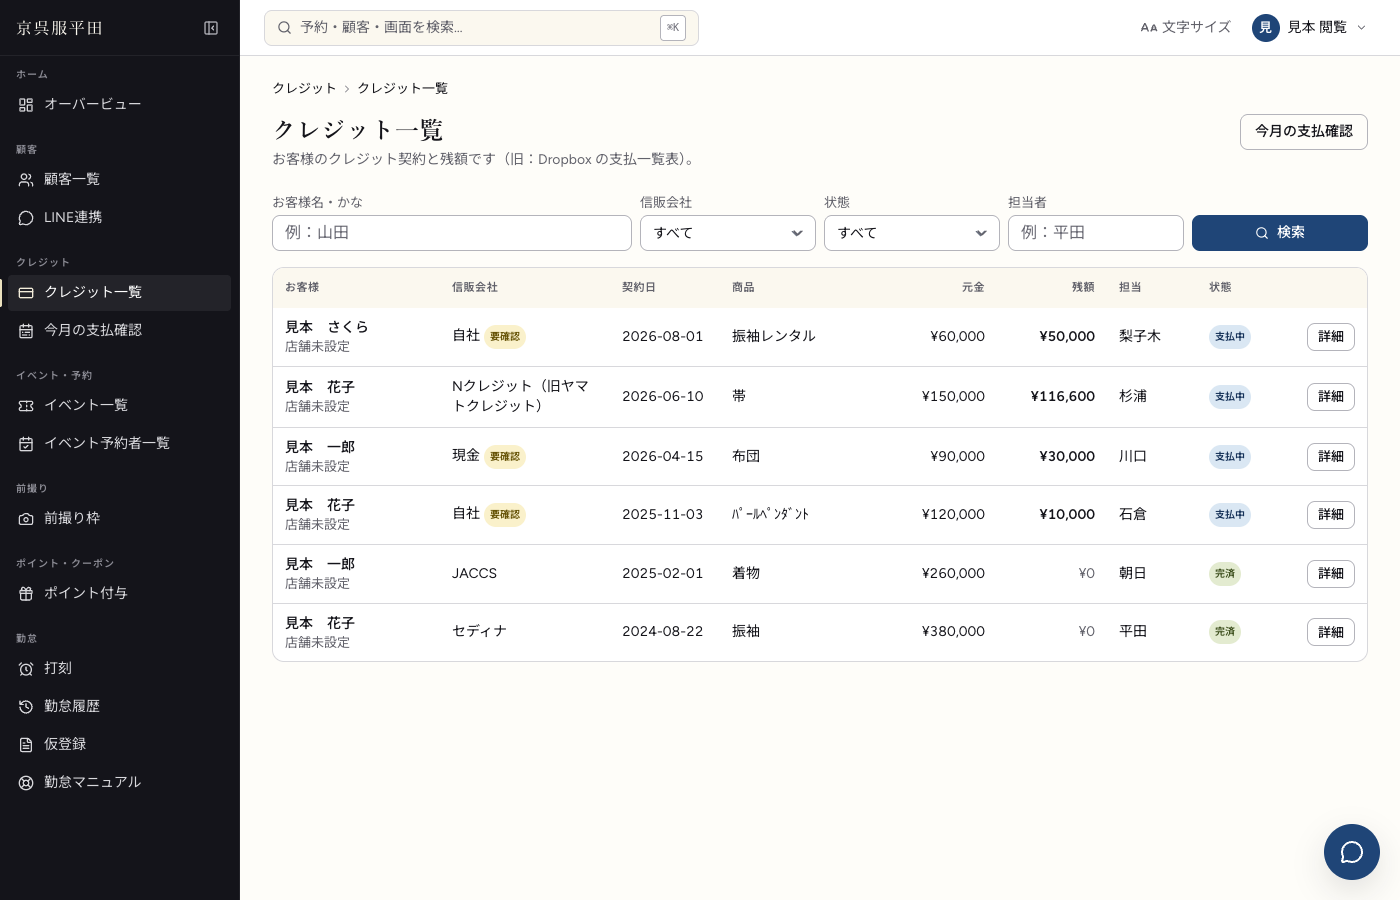 京呉服平田
ホーム
オーバービュー
顧客
顧客一覧
LINE連携
クレジット
クレジット一覧
今月の支払確認
イベント・予約
イベント一覧
イベント予約者一覧
前撮り
前撮り枠
ポイント・クーポン
ポイント付与
勤怠
打刻
勤怠履歴
仮登録
勤怠マニュアル
予約・顧客・画面を検索... ⌘K
文字サイズ
見 見本 閲覧
クレジット › クレジット一覧
クレジット一覧
今月の支払確認
お客様のクレジット契約と残額です（旧：Dropbox の支払一覧表）。
お客様名・かな 信販会社 状態 担当者
例：山田 すべて すべて 例：平田 検索
お客様 信販会社 契約日 商品 元金 残額 担当 状態
見本　さくら 店舗未設定 自社 要確認 2026-08-01 振袖レンタル ¥60,000 ¥50,000 梨子木 支払中 詳細
見本　花子 店舗未設定 Nクレジット（旧ヤマトクレジット） 2026-06-10 帯 ¥150,000 ¥116,600 杉浦 支払中 詳細
見本　一郎 店舗未設定 現金 要確認 2026-04-15 布団 ¥90,000 ¥30,000 川口 支払中 詳細
見本　花子 店舗未設定 自社 要確認 2025-11-03 ﾊﾟｰﾙﾍﾟﾝﾀﾞﾝﾄ ¥120,000 ¥10,000 石倉 支払中 詳細
見本　一郎 店舗未設定 JACCS 2025-02-01 着物 ¥260,000 ¥0 朝日 完済 詳細
見本　花子 店舗未設定 セディナ 2024-08-22 振袖 ¥380,000 ¥0 平田 完済 詳細